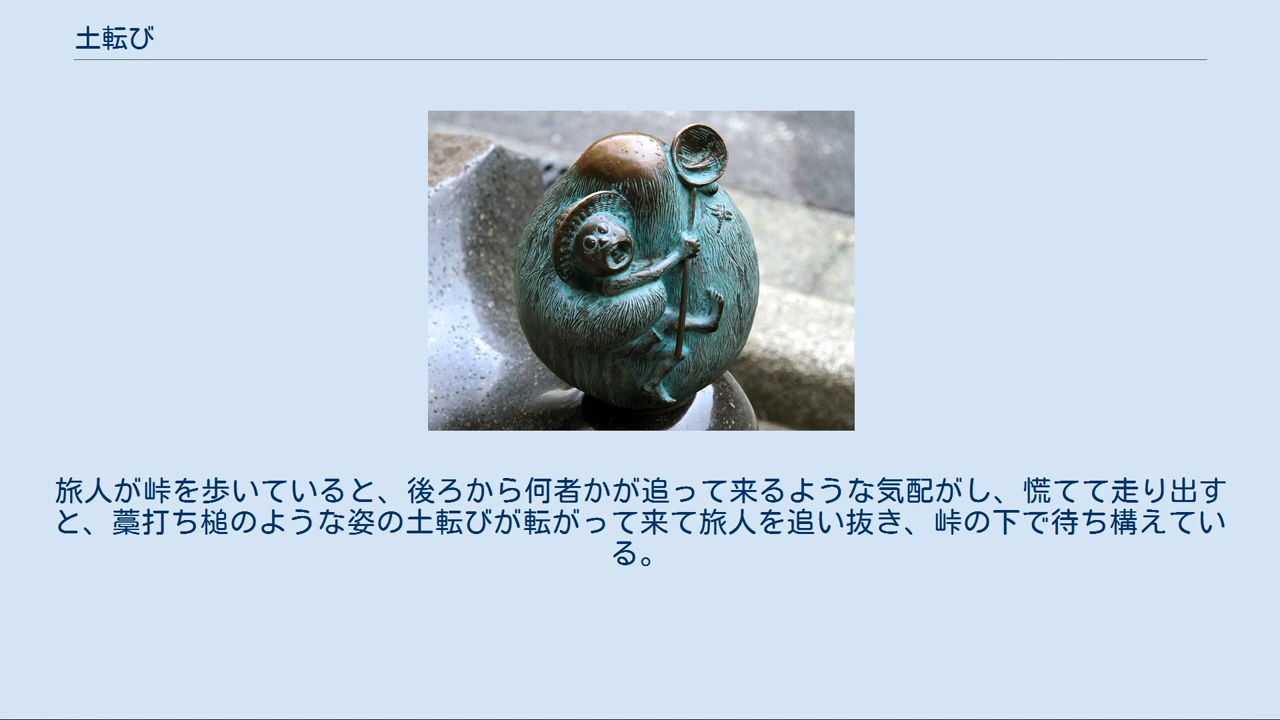 土転び
旅人が峠を歩いていると、後ろから何者かが追って来るような気配がし、慌てて走り出す
と、藁打ち槌のような姿の土転びが転がって来て旅人を追い抜き、峠の下で待ち構えてい
る。